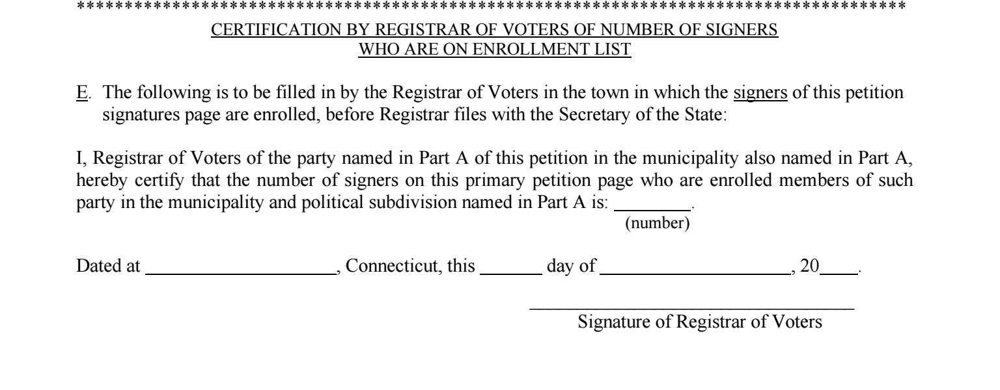 ***************************************************************************************
CERTIFICATION BY REGISTRAR OF VOTERS OF NUMBER OF SIGNERS
WHO ARE ON ENROLLMENT LIST
E. The following is to be filled in by the Registrar of Voters in the town in which the signers of this petition
signatures page are enrolled, before Registrar files with the Secretary of the State:
I, Registrar of Voters of the party named in Part A of this petition in the municipality also named in Part A,
hereby certify that the number of signers on this primary petition page who are enrolled members of such
party in the municipality and political subdivision named in Part A is: ________.
(number)
Dated at ____________________, Connecticut, this ______ day of ____________________, 20____.
__________________________________
Signature of Registrar of Voters